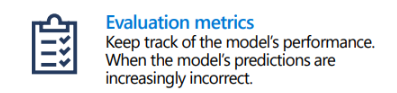 Evaluation metrics
Keep track of the model's performance.
When the model's predictions are
increasingly incorrect.